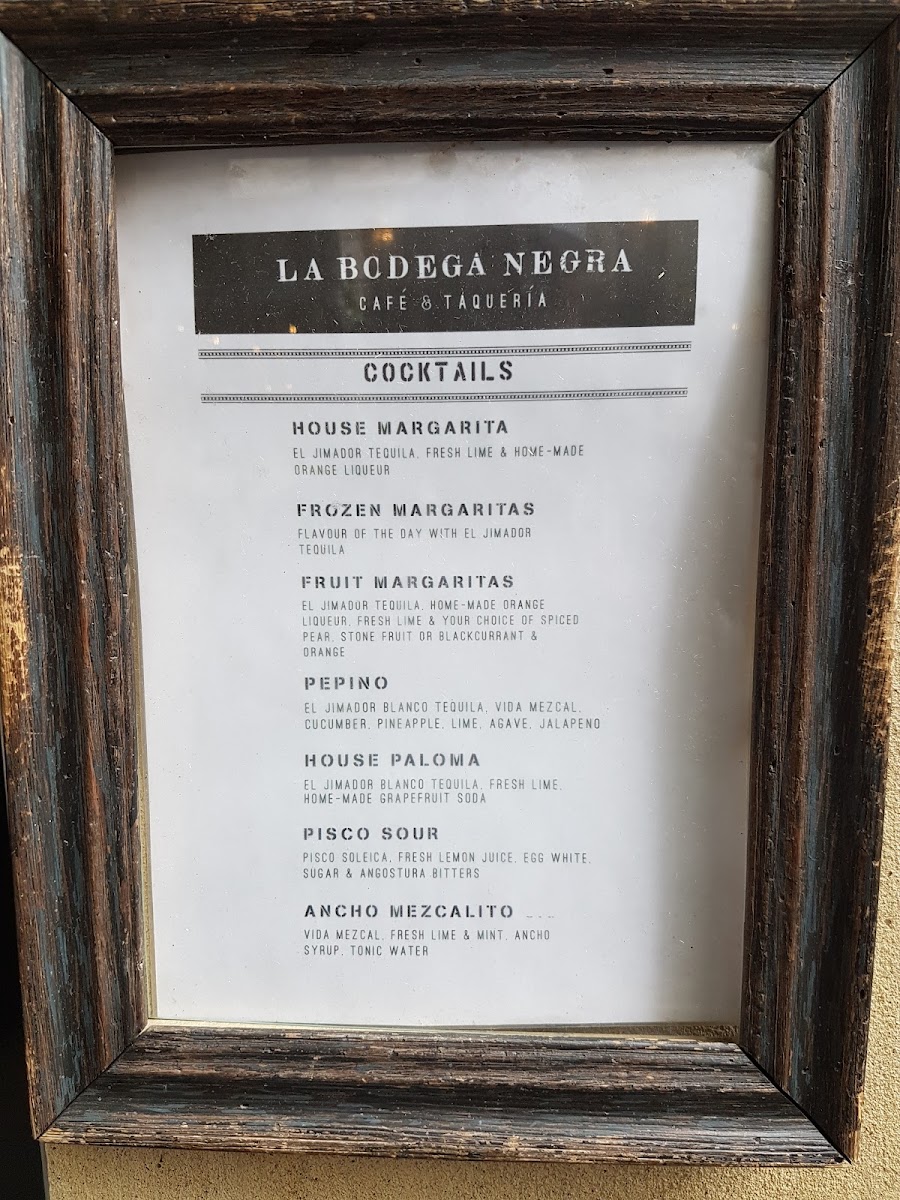 LA BODEGA NEGRA
CAFÉ & TAQUERÍA
COCKTAILS
HOUSE MARGARITA
EL JIMADOR TEQUILA, FRESH LIME & HOME-MADE
ORANGE LIQUEUR
FROZEN MARGARITAS
FLAVOUR OF THE DAY WITH EL JIMADOR
TEQUILA
FRUIT MARGARITAS
EL JIMADOR TEQUILA, HOME-MADE ORANGE
LIQUEUR, FRESH LIME & YOUR CHOICE OF SPICED
PEAR, STONE FRUIT OR BLACKCURRANT &
ORANGE
PEPINO
EL JIMADOR BLANCO TEQUILA, VIDA MEZCAL,
CUCUMBER, PINEAPPLE, LIME, AGAVE, JALAPENO
HOUSE PALOMA
EL JIMADOR BLANCO TEQUILA, FRESH LIME,
HOME-MADE GRAPEFRUIT SODA
PISCO SOUR
PISCO SOLEICA, FRESH LEMON JUICE, EGG WHITE,
SUGAR & ANGOSTURA BITTERS
ANCHO MEZCALITO
VIDA MEZCAL, FRESH LIME & MINT, ANCHO
SYRUP, TONIC WATER